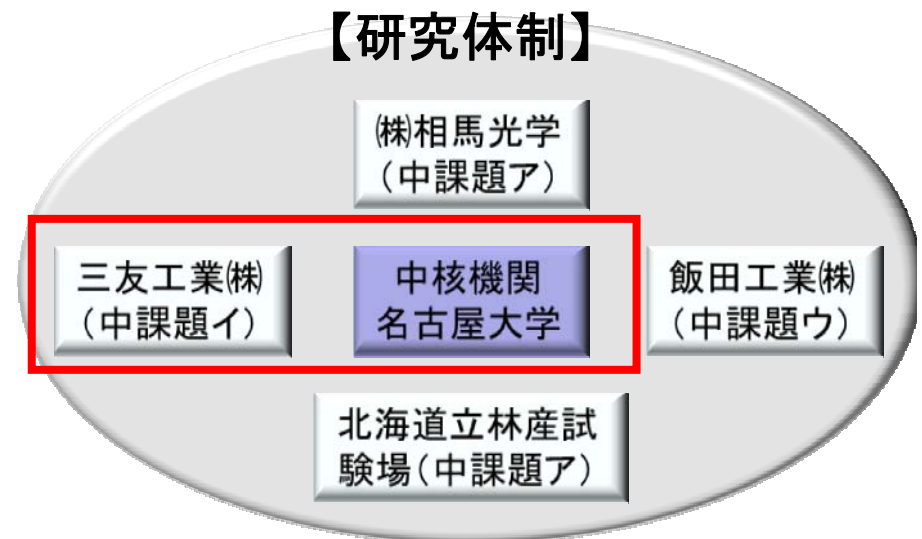 【研究体制】
㈱相馬光学
（中課題ア）
三友工業㈱
（中課題イ）
中核機関
名古屋大学
飯田工業㈱
（中課題ウ）
北海道立林産試
験場（中課題ア）